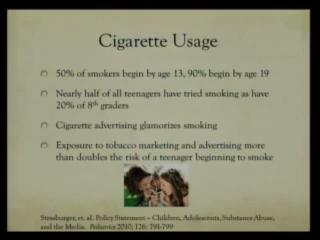 Cigarette Usage
50% of smokers begin by age 13, 90% begin by age 19
Nearly half of all teenagers have tried smoking as have
20% of 8th graders
Cigarette advertising glamorizes smoking
Exposure to tobacco marketing and advertising more
than doubles the risk of a teenager beginning to smoke
Strasburger, et. al. Policy Statement – Children, Adolescents, Substance Abuse,
and the Media. Pediatrics 2010; 126: 791-799